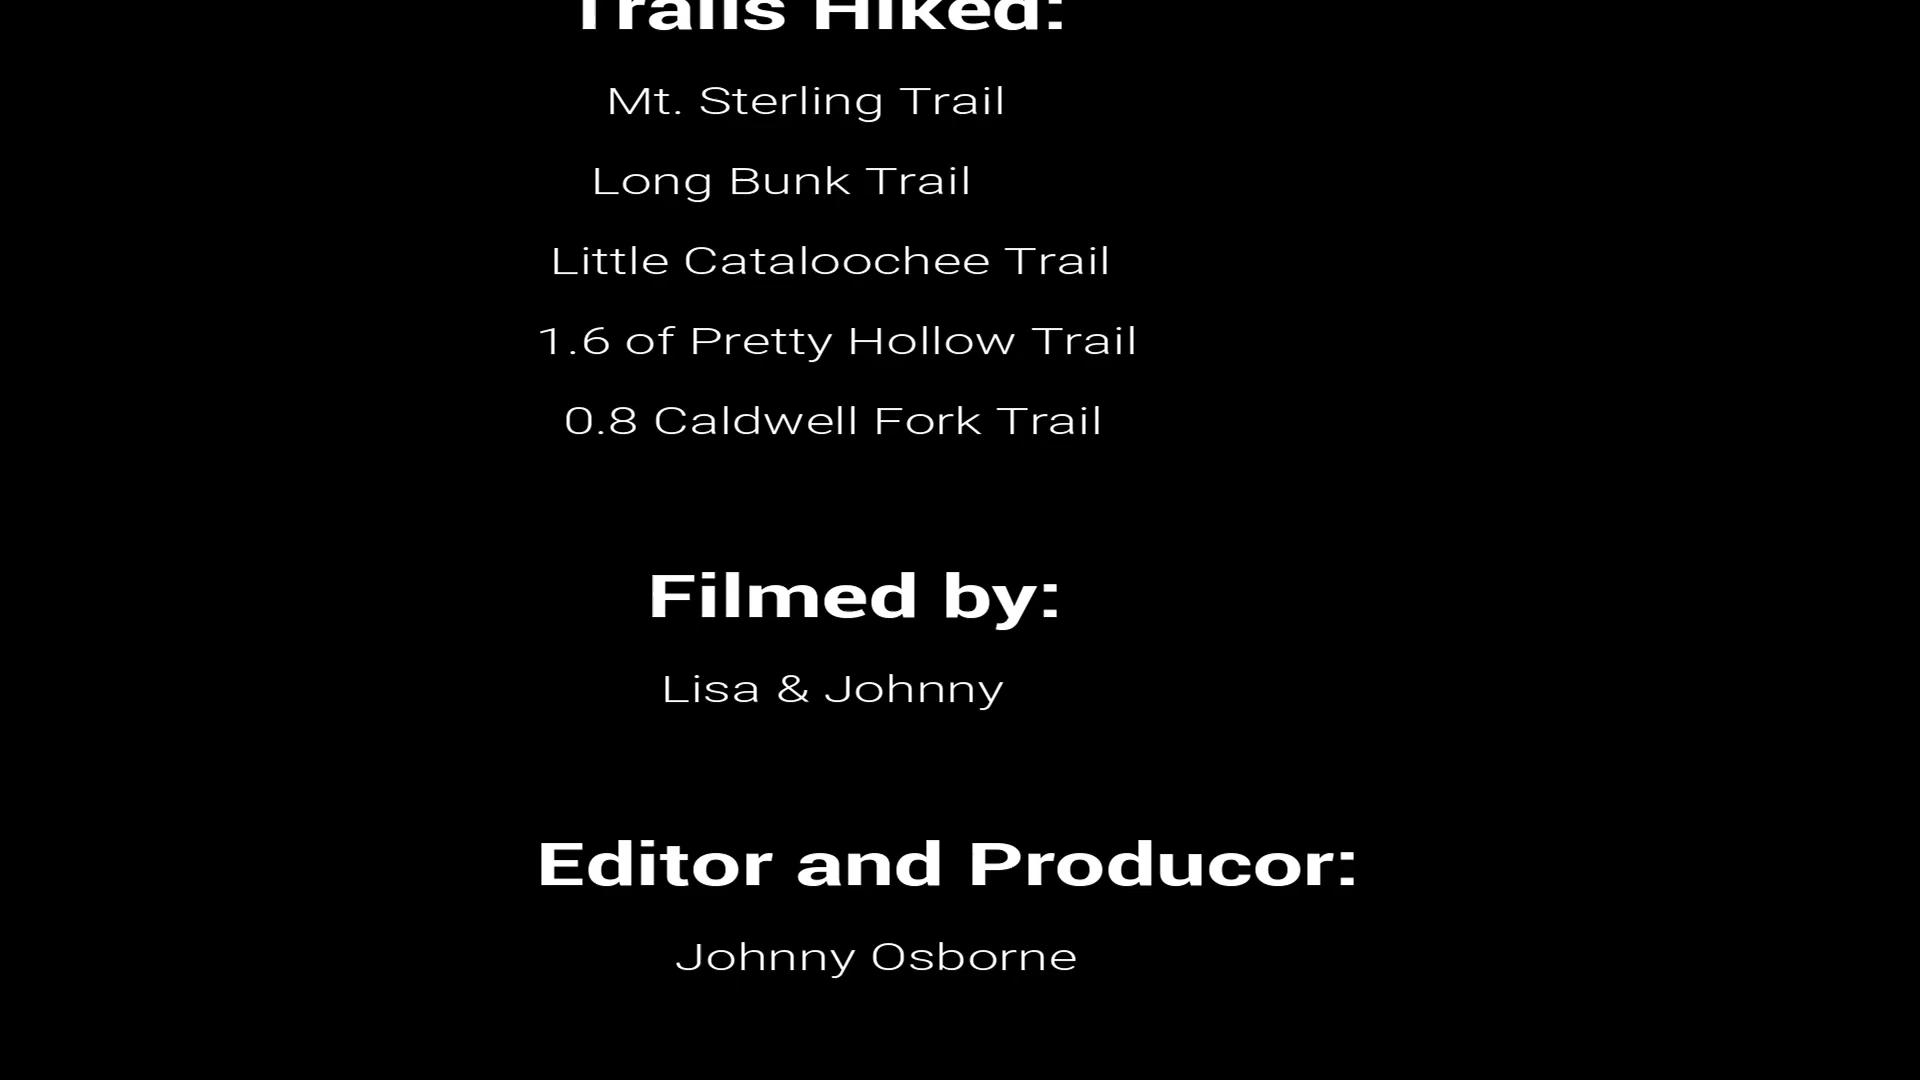 Trails Hiked:
Mt. Sterling Trail
Long Bunk Trail
Little Cataloochee Trail
1.6 of Pretty Hollow Trail
0.8 Caldwell Fork Trail
Filmed by:
Lisa & Johnny
Editor and Producor:
Johnny Osborne